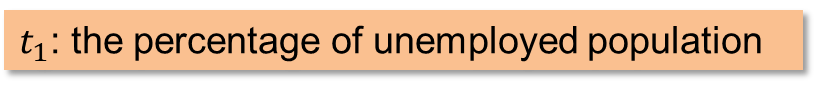 t₁: the percentage of unemployed population